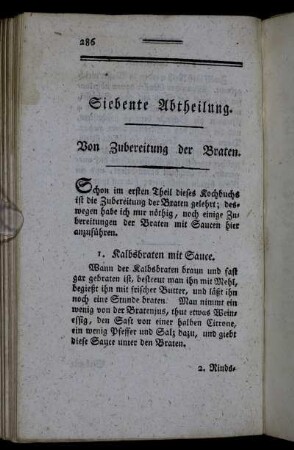 286
Siebente Abtheilung.
Von Zubereitung der Braten.
Schon im ersten Theil dieses Kochbuchs
ist die Zubereitung der Braten gelehrt; des-
wegen habe ich nur nöthig, noch einige Zu-
bereitungen der Braten mit Saucen hier
anzuführen.
1. Kalbsbraten mit Sauce.
Wann der Kalbsbraten braun und fast
gar gebraten ist, bestreut man ihn mit Mehl,
begießt ihn mit frischer Butter, und läßt ihn
noch eine Stunde braten. Man nimmt ein
wenig von der Bratenjus, thut etwas Wein-
essig, den Saft von einer halben Citrone,
ein wenig Pfeffer und Salz dazu, und giebt
diese Sauce unter den Braten.
2. Rinds-